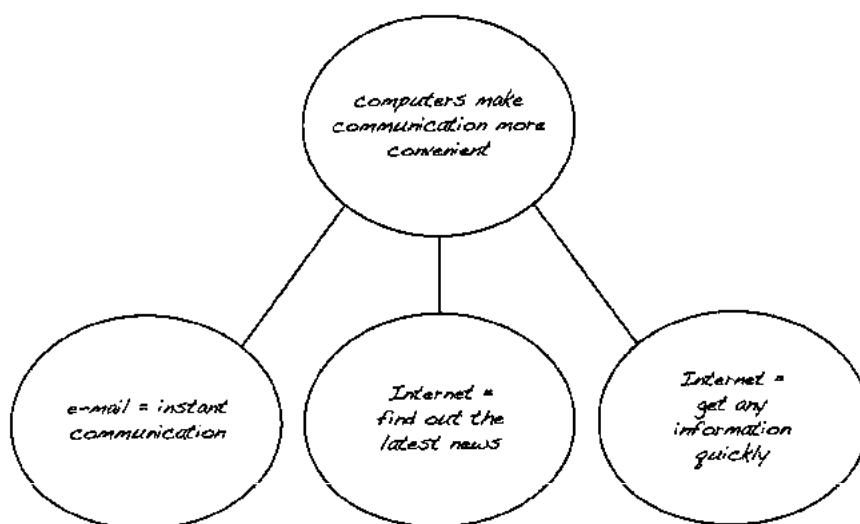 computers make
communication more
convenient
e-mail = instant
communication
Internet =
find out the
latest news
Internet =
get any
information
quickly